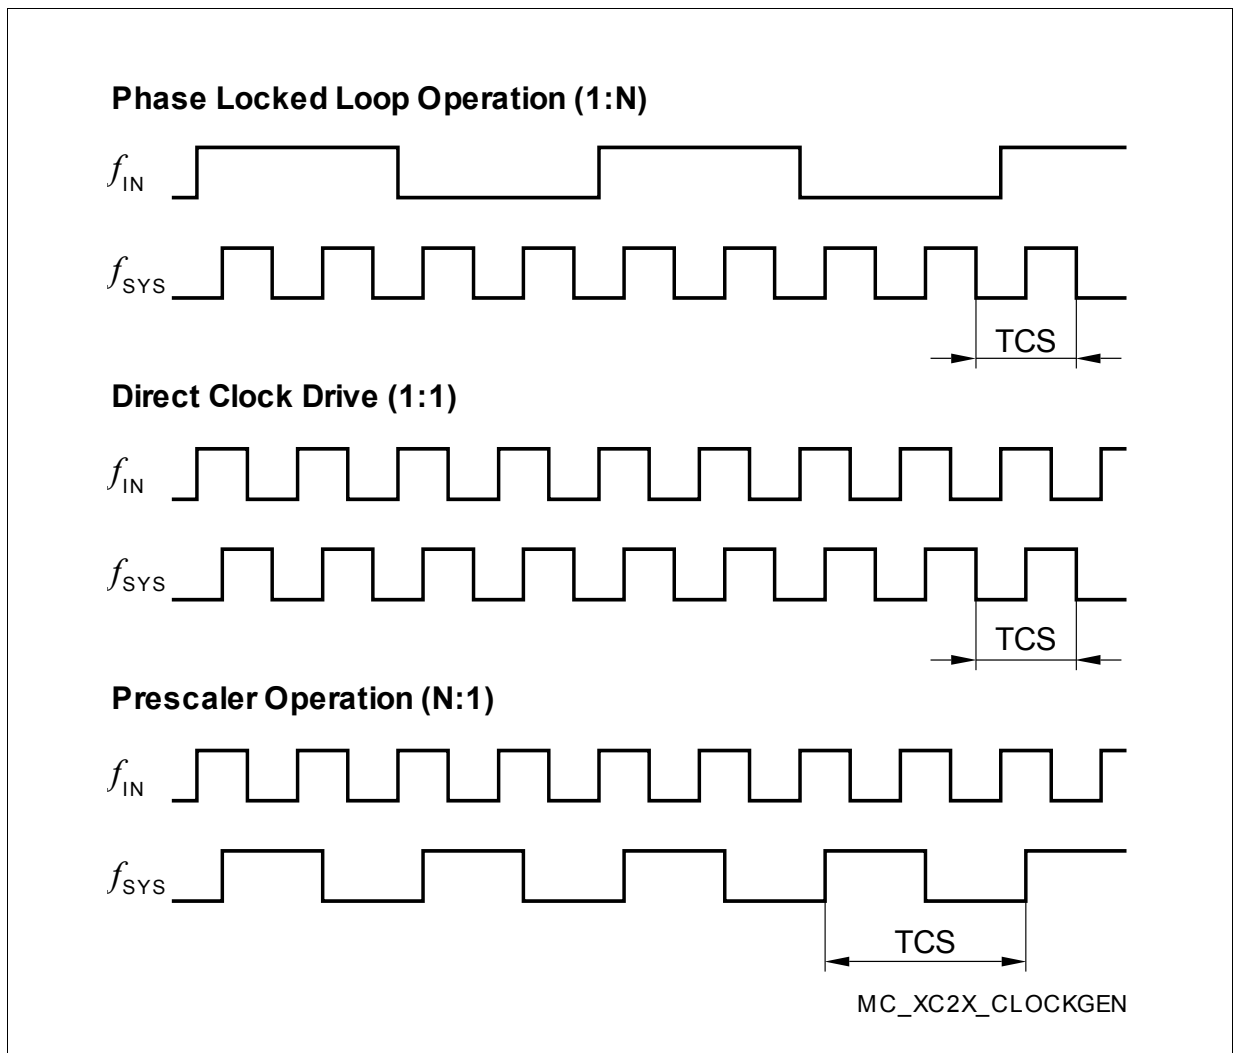 Phase Locked Loop Operation (1:N)
fIN
fSYS
TCS
Direct Clock Drive (1:1)
fIN
fSYS
TCS
Prescaler Operation (N:1)
fIN
fSYS
TCS
MC_XC2X_CLOCKGEN